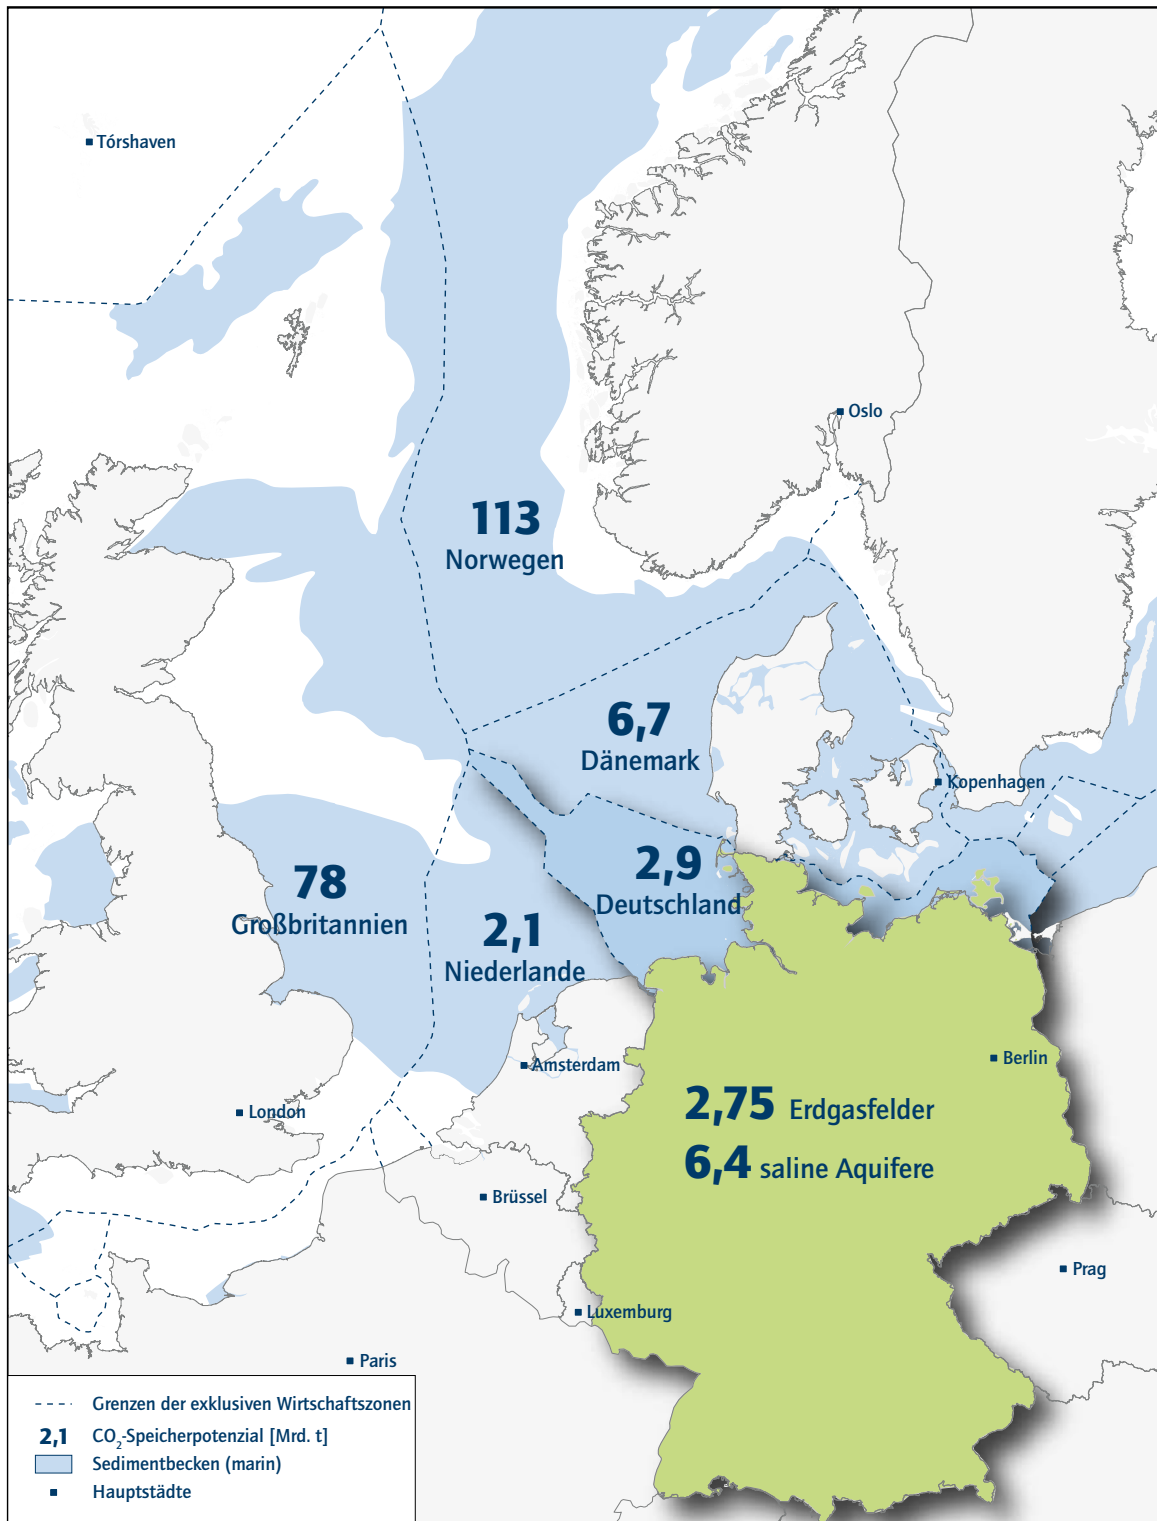 Tórshaven
Oslo
113
Norwegen
6,7
Dänemark
Kopenhagen
78
Großbritannien
2,9
Deutschland
2,1
Niederlande
Amsterdam
Berlin
London
2,75 Erdgasfelder
6,4 saline Aquifere
Brüssel
Prag
Luxemburg
Paris
Grenzen der exklusiven Wirtschaftszonen
2,1 CO₂-Speicherpotenzial [Mrd. t]
Sedimentbecken (marin)
Hauptstädte